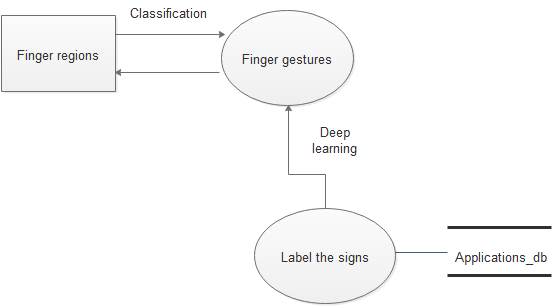 Classification
Finger regions
Finger gestures
Deep
learning
Label the signs
Applications_db